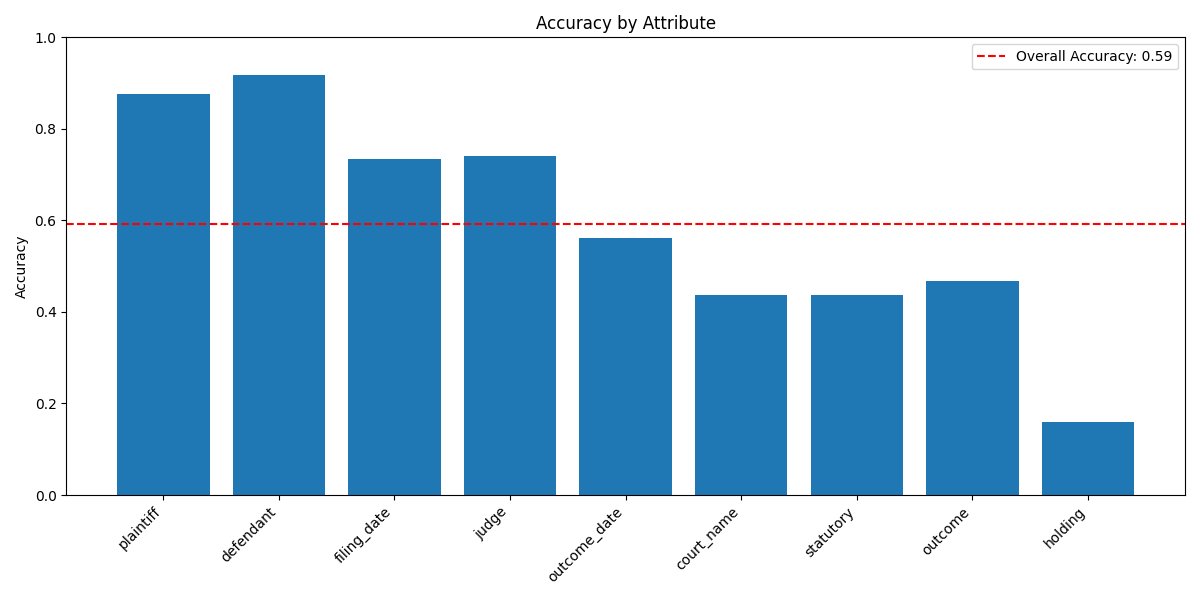 Accuracy by Attribute
Overall Accuracy: 0.59
Accuracy
1.0
0.8
0.6
0.4
0.2
0.0
plaintiff
defendant
filing_date
judge
outcome_date
court_name
statutory
outcome
holding